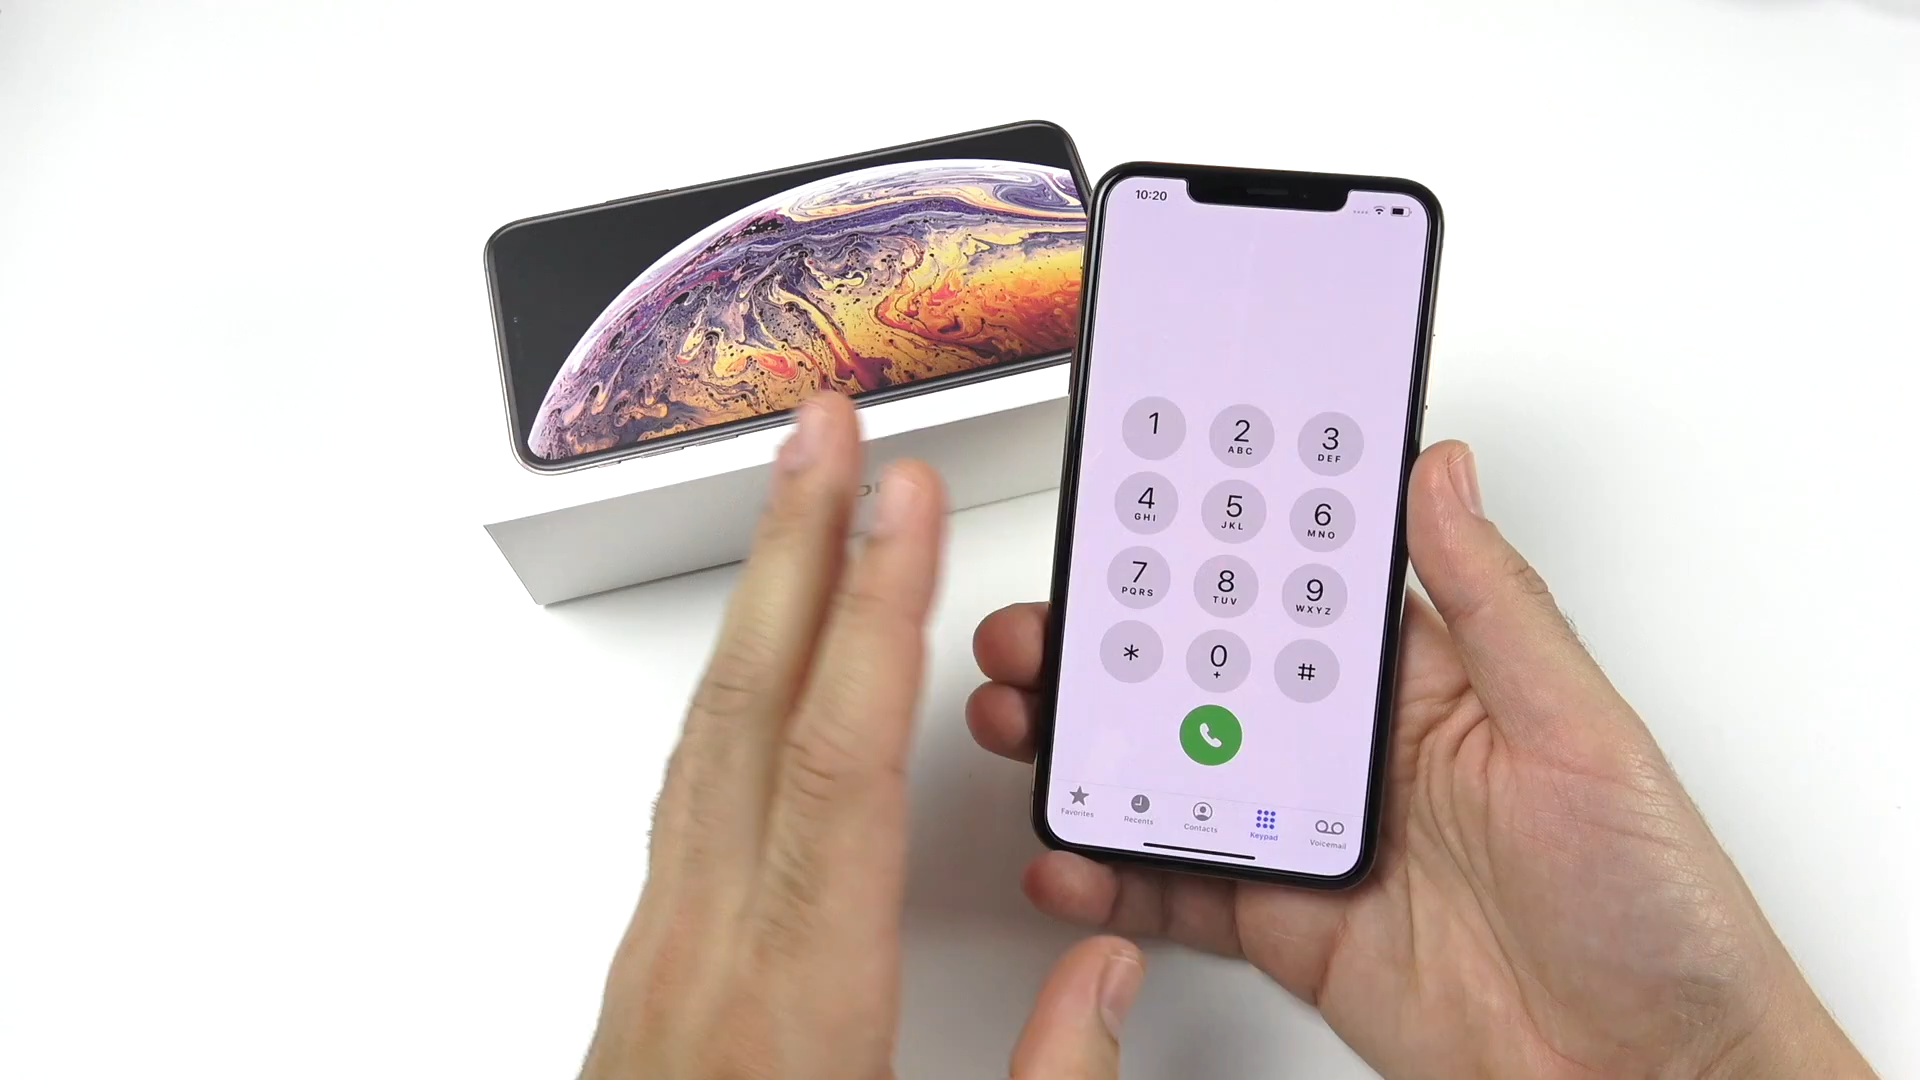 10:20
1
2
ABC
3
DEF
4
GHI
5
JKL
6
MNO
7
PQRS
8
TUV
9
WXYZ
*
0
+
#
Favorites
Recents
Contacts
Keypad
Voicemail